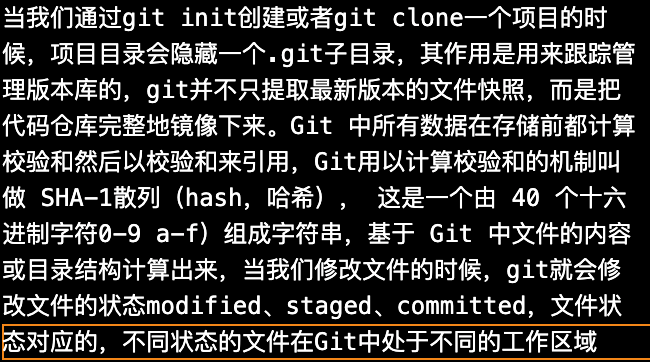 当我们通过git init创建或者git clone一个项目的时
候，项目目录会隐藏一个.git子目录，其作用是用来跟踪管
理版本库的，git并不只提取最新版本的文件快照，而是把
代码仓库完整地镜像下来。Git 中所有数据在存储前都计算
校验和然后以校验和来引用，Git用以计算校验和的机制叫
做 SHA-1散列（hash，哈希）， 这是一个由 40 个十六
进制字符0-9 a-f）组成字符串，基于 Git 中文件的内容
或目录结构计算出来，当我们修改文件的时候，git就会修
改文件的状态modified、staged、committed，文件状
态对应的，不同状态的文件在Git中处于不同的工作区域